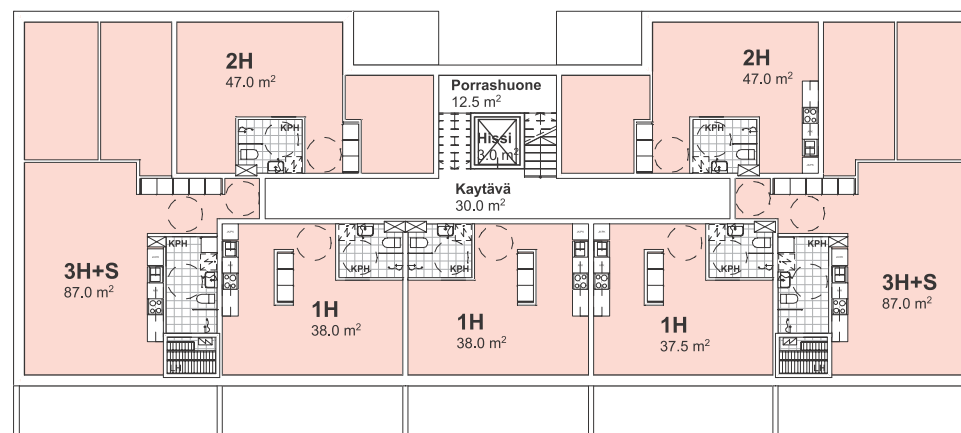 2H
47.0 m²
KPH
Porrashuone
12.5 m²
Hissi
3.0 m²
2H
47.0 m²
KPH
Kaytävä
30.0 m²
3H+S
87.0 m²
KPH
LH
1H
38.0 m²
KPH
1H
38.0 m²
KPH
1H
37.5 m²
KPH
3H+S
87.0 m²
KPH
LH